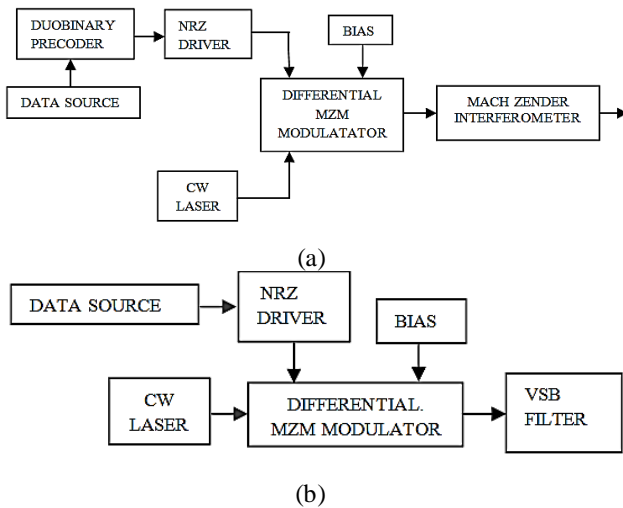 DUOBINARY
PRECODER
NRZ
DRIVER
BIAS
DATA SOURCE
DIFFERENTIAL
MZM
MODULATATOR
MACH ZENDER
INTERFEROMETER
CW
LASER
(a)
DATA SOURCE
NRZ
DRIVER
BIAS
CW
LASER
DIFFERENTIAL.
MZM MODULATOR
VSB
FILTER
(b)